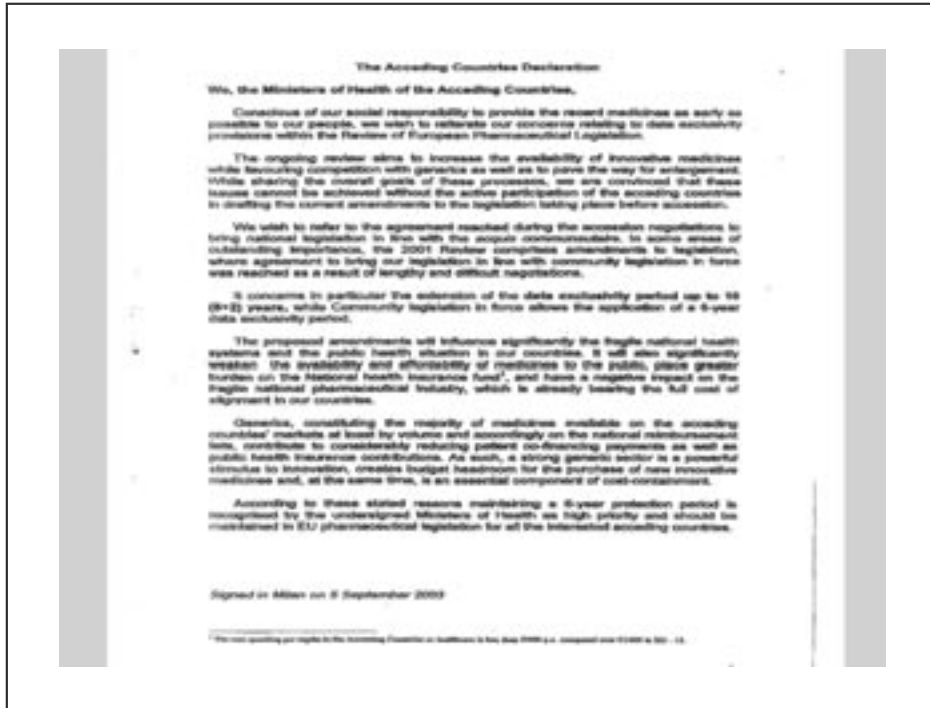 The Acceding Countries Declaration
We, the Ministers of Health of the Acceding Countries,
Conscious of our social responsibility to provide the recent medicines as early as
possible to our people, we wish to reiterate our concerns relating to data exclusivity
provisions within the Review of European Pharmaceutical Legislation.
The ongoing review aims to increase the availability of innovative medicines
while favouring competition with generics as well as to pave the way for enlargement.
While sharing the overall goals of these processes, we are convinced that these
issues cannot be achieved without the active participation of the acceding countries
in drafting the current amendments to the legislation taking place before accession.
We wish to refer to the agreement reached during the accession negotiations to
bring national legislation in line with the acquis communautaire. In some areas of
outstanding importance, the 2001 Review comprises amendments to legislation,
where agreement to bring our legislation in line with community legislation in force
was reached as a result of lengthy and difficult negotiations.
It concerns in particular the extension of the data exclusivity period up to 10
(8+2) years, while Community legislation in force allows the application of a 6-year
data exclusivity period.
The proposed amendments will influence significantly the fragile national health
systems and the public health situation in our countries. It will also significantly
weaken the availability and affordability of medicines to the public, place greater
burden on the National health insurance fund¹, and have a negative impact on the
fragile national pharmaceutical industry, which is already bearing the full cost of
alignment in our countries.
Generics, constituting the majority of medicines available on the acceding
countries' markets at least by volume and accordingly on the national reimbursement
lists, contribute to considerably reducing patient co-financing payments as well as
public health insurance contributions. As such, a strong generic sector is a powerful
stimulus to innovation, creates budget headroom for the purchase of new innovative
medicines and, at the same time, is an essential component of cost-containment.
According to these stated reasons maintaining a 6-year protection period is
recognised by the undersigned Ministers of Health as high priority and should be
maintained in EU pharmaceutical legislation for all the interested acceding countries.
Signed in Milan on 5 September 2003
in the Acceding Countries on healthcare is less than